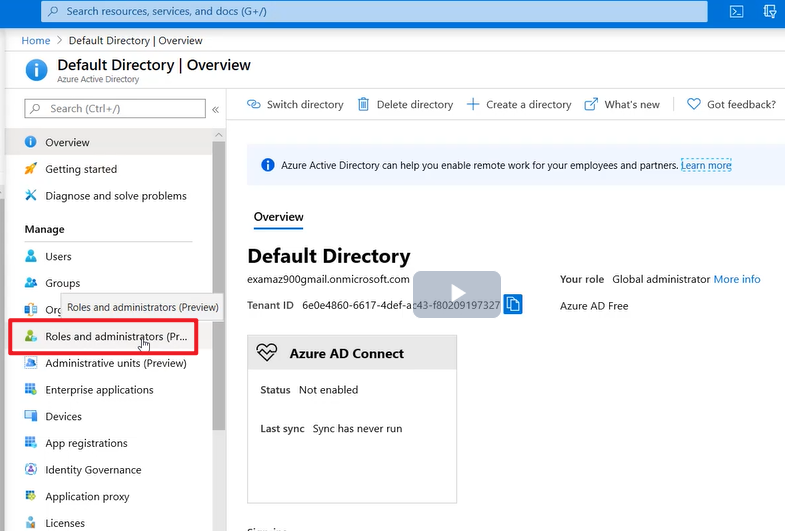 Search resources, services, and docs (G+/)
Home > Default Directory | Overview
Default Directory | Overview
Azure Active Directory
Search (Ctrl+/)
«
Switch directory
Delete directory
Create a directory
What's new
Got feedback?
Overview
Getting started
Diagnose and solve problems
Manage
Users
Groups
Roles and administrators (Preview)
Roles and administrators (Pr...
Administrative units (Preview)
Enterprise applications
Devices
App registrations
Identity Governance
Application proxy
Licenses
Azure Active Directory can help you enable remote work for your employees and partners. Learn more
Overview
Default Directory
examaz900gmail.onmicrosoft.com
Your role Global administrator More info
Tenant ID 6e0e4860-6617-4def-ac43-f80209197327
Azure AD Free
Azure AD Connect
Status Not enabled
Last sync Sync has never run